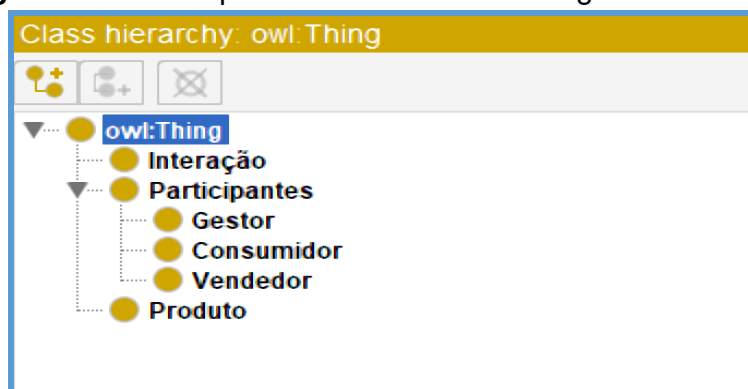 Class hierarchy: owl:Thing
owl:Thing
Interação
Participantes
Gestor
Consumidor
Vendedor
Produto